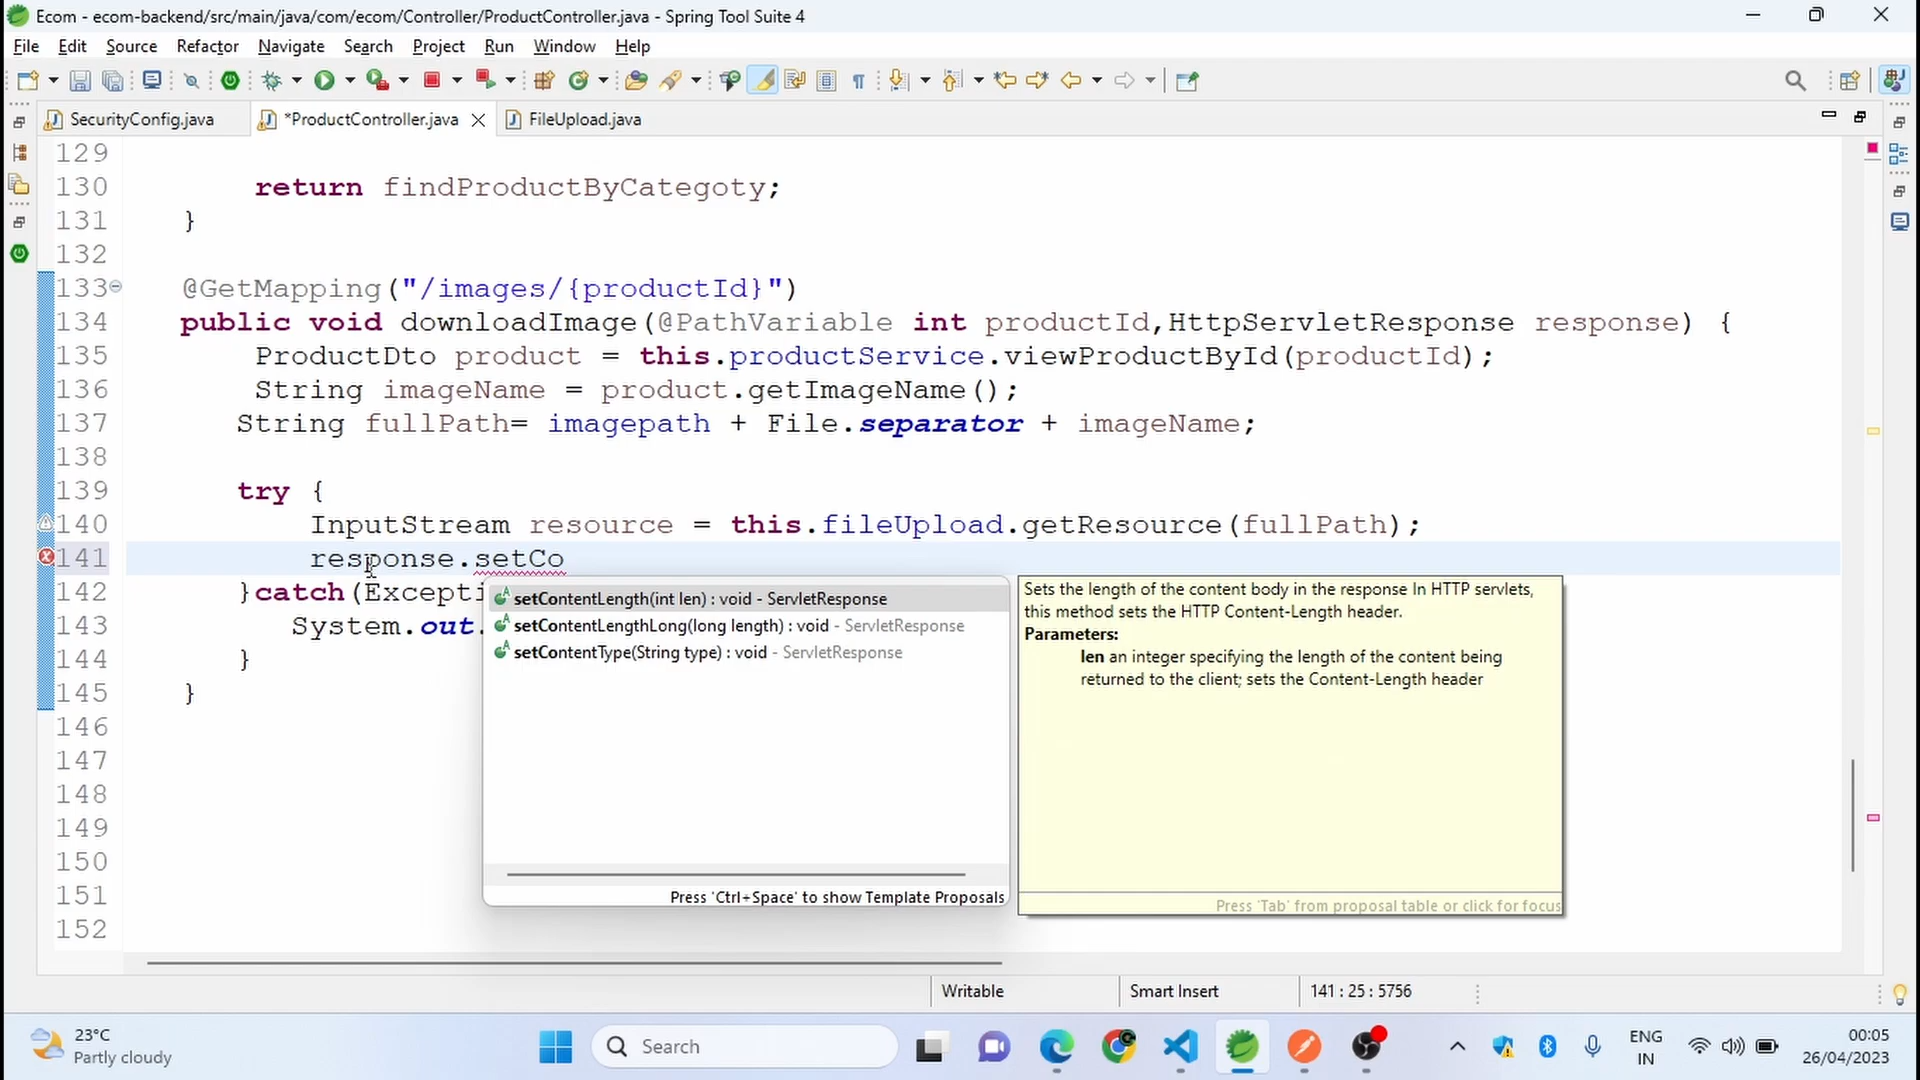 Ecom - ecom-backend/src/main/java/com/ecom/Controller/ProductController.java - Spring Tool Suite 4
File Edit Source Refactor Navigate Search Project Run Window Help
SecurityConfig.java *ProductController.java FileUpload.java
129
130 return findProductByCategoty;
131 }
132
133 @GetMapping("/images/{productId}")
134 public void downloadImage(@PathVariable int productId,HttpServletResponse response) {
135 ProductDto product = this.productService.viewProductById(productId);
136 String imageName = product.getImageName();
137 String fullPath= imagepath + File.separator + imageName;
138
139 try {
140 InputStream resource = this.fileUpload.getResource(fullPath);
141 response.setCo
142 }catch(Excepti
143 System.out.
144 }
145 }
146
147
148
149
150
151
152
setContentLength(int len) : void - ServletResponse
setContentLengthLong(long length) : void - ServletResponse
setContentType(String type) : void - ServletResponse
Press 'Ctrl+Space' to show Template Proposals
Sets the length of the content body in the response In HTTP servlets,
this method sets the HTTP Content-Length header.
Parameters:
len an integer specifying the length of the content being
returned to the client; sets the Content-Length header
Press 'Tab' from proposal table or click for focus
Writable Smart Insert 141 : 25 : 5756
23°C
Partly cloudy
Search
ENG
IN
00:05
26/04/2023